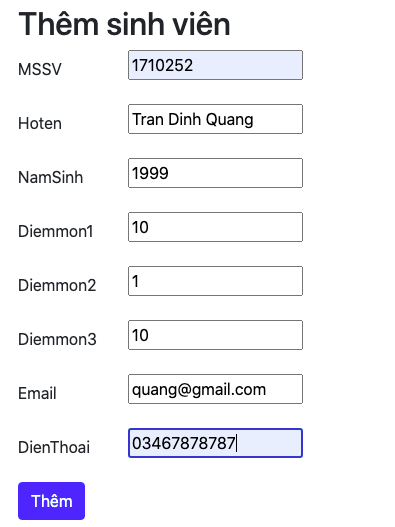 Thêm sinh viên
MSSV 1710252
Hoten Tran Dinh Quang
NamSinh 1999
Diemmon1 10
Diemmon2 1
Diemmon3 10
Email quang@gmail.com
DienThoai 03467878787
Thêm